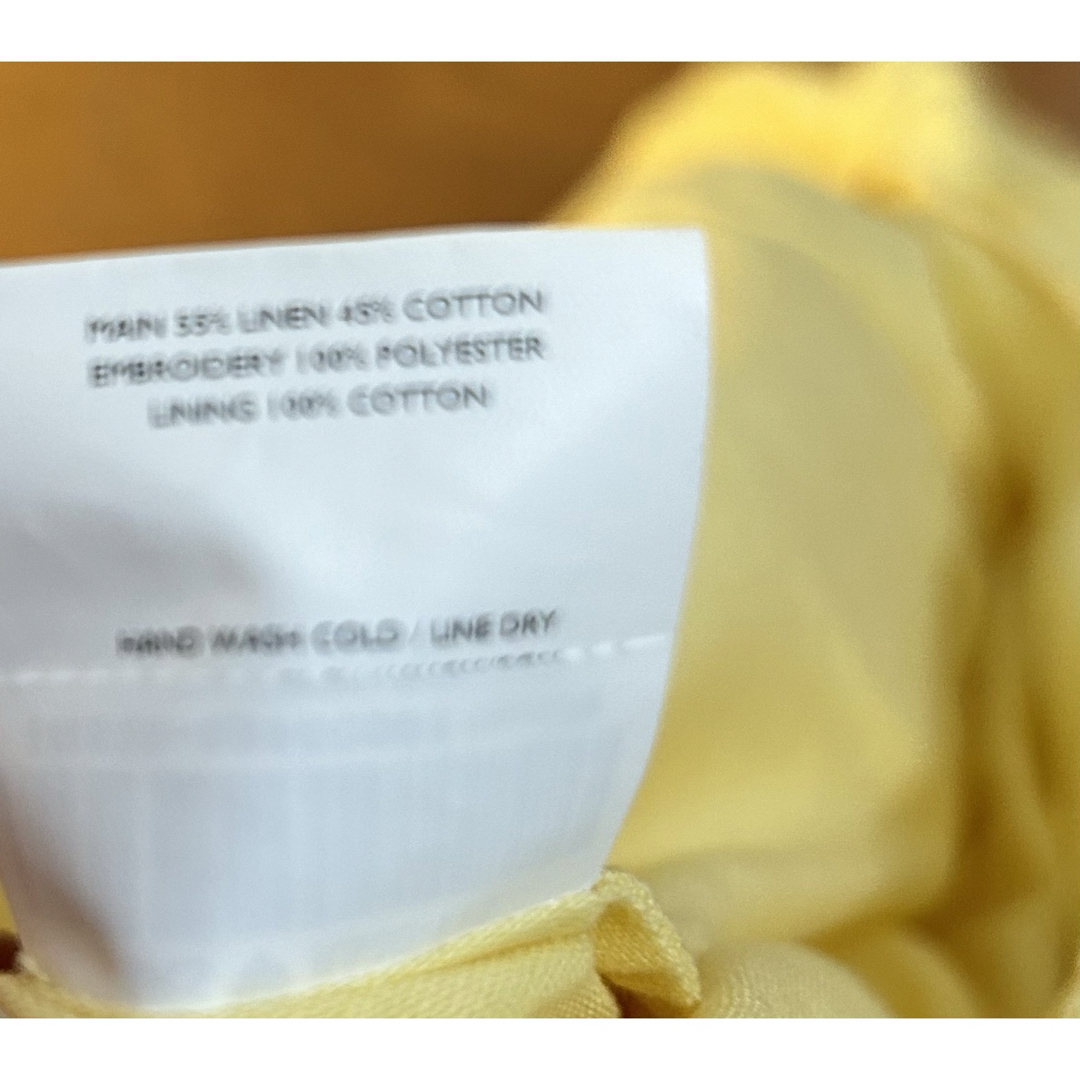 MAIN 55% LINEN 45% COTTON
EMBROIDERY 100% POLYESTER
LINING 100% COTTON
HAND WASH COLD / LINE DRY